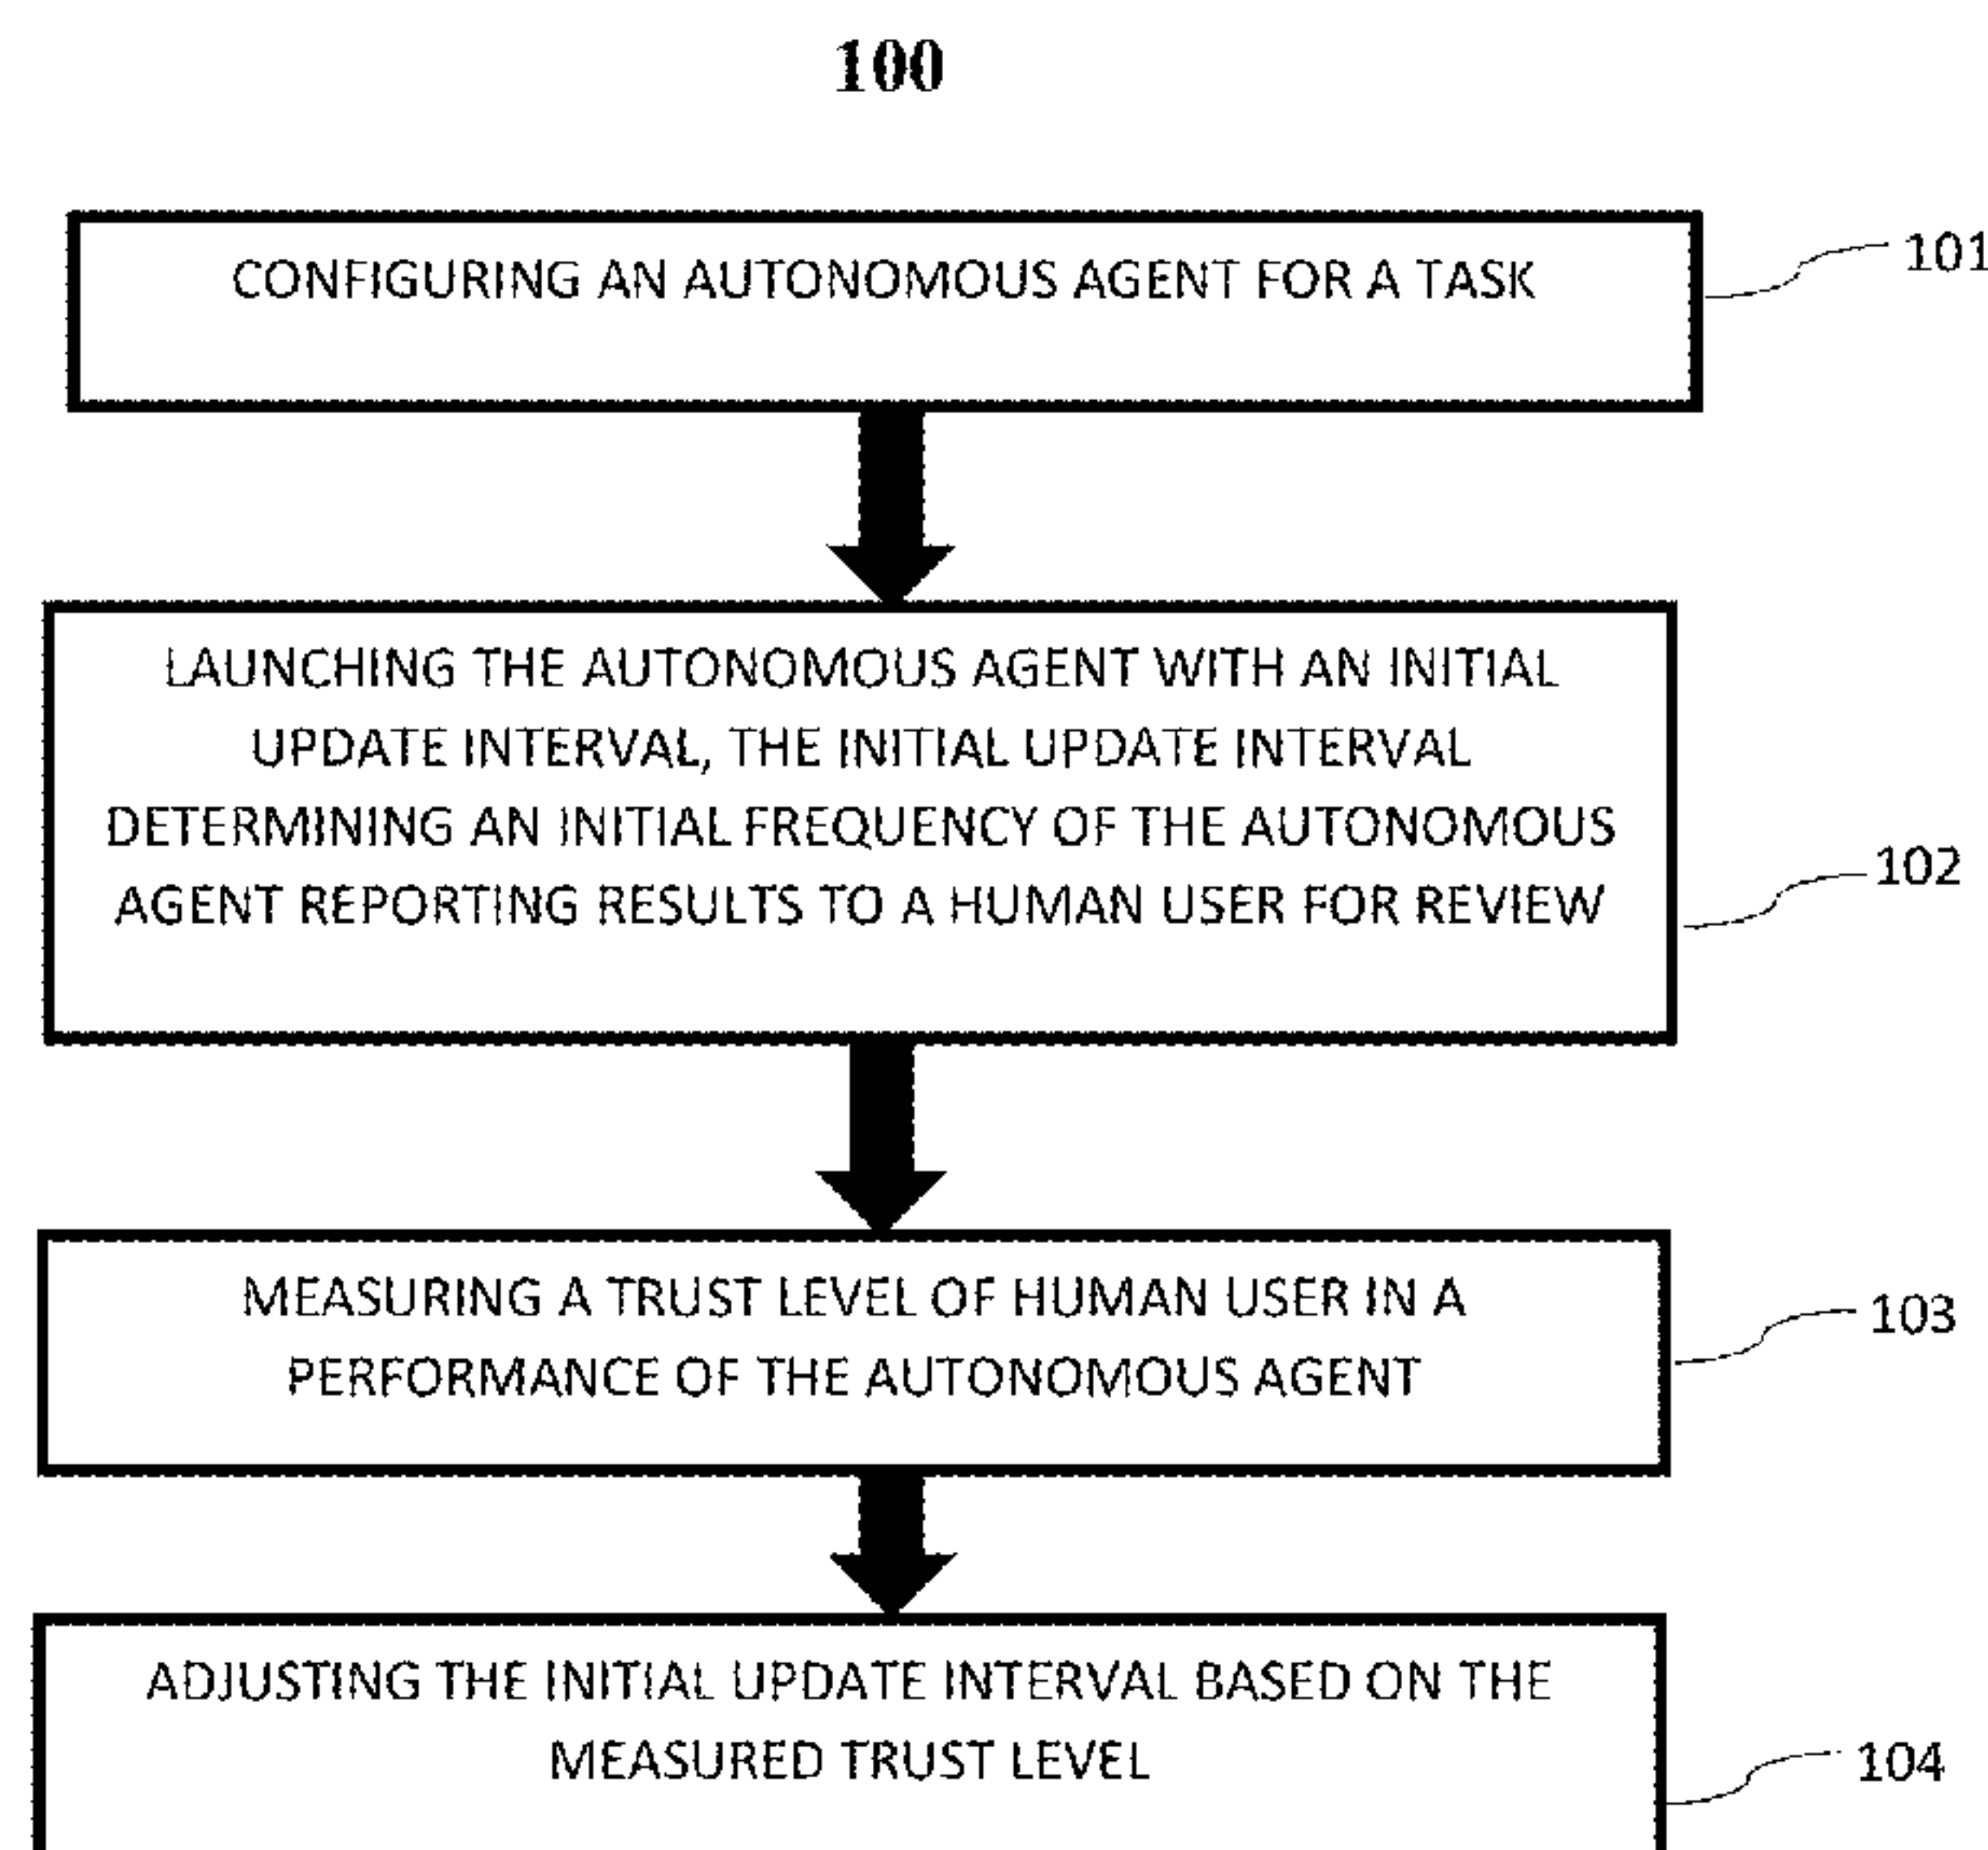 100
CONFIGURING AN AUTONOMOUS AGENT FOR A TASK
101
LAUNCHING THE AUTONOMOUS AGENT WITH AN INITIAL
UPDATE INTERVAL, THE INITIAL UPDATE INTERVAL
DETERMINING AN INITIAL FREQUENCY OF THE AUTONOMOUS
AGENT REPORTING RESULTS TO A HUMAN USER FOR REVIEW
102
MEASURING A TRUST LEVEL OF HUMAN USER IN A
PERFORMANCE OF THE AUTONOMOUS AGENT
103
ADJUSTING THE INITIAL UPDATE INTERVAL BASED ON THE
MEASURED TRUST LEVEL
104